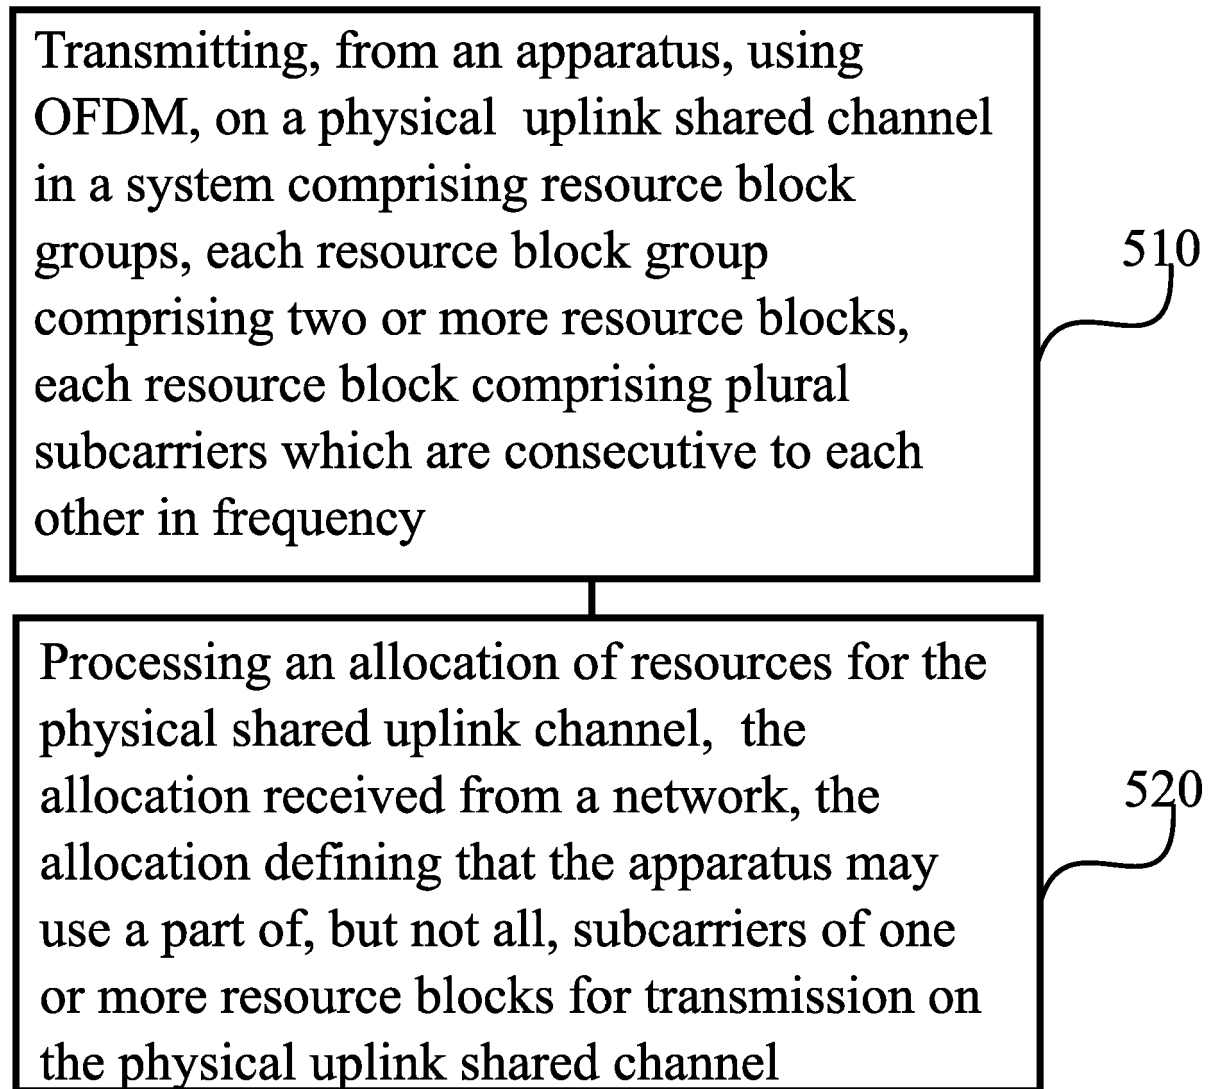 Transmitting, from an apparatus, using
OFDM, on a physical uplink shared channel
in a system comprising resource block
groups, each resource block group
comprising two or more resource blocks,
each resource block comprising plural
subcarriers which are consecutive to each
other in frequency
510
Processing an allocation of resources for the
physical shared uplink channel, the
allocation received from a network, the
allocation defining that the apparatus may
use a part of, but not all, subcarriers of one
or more resource blocks for transmission on
the physical uplink shared channel
520